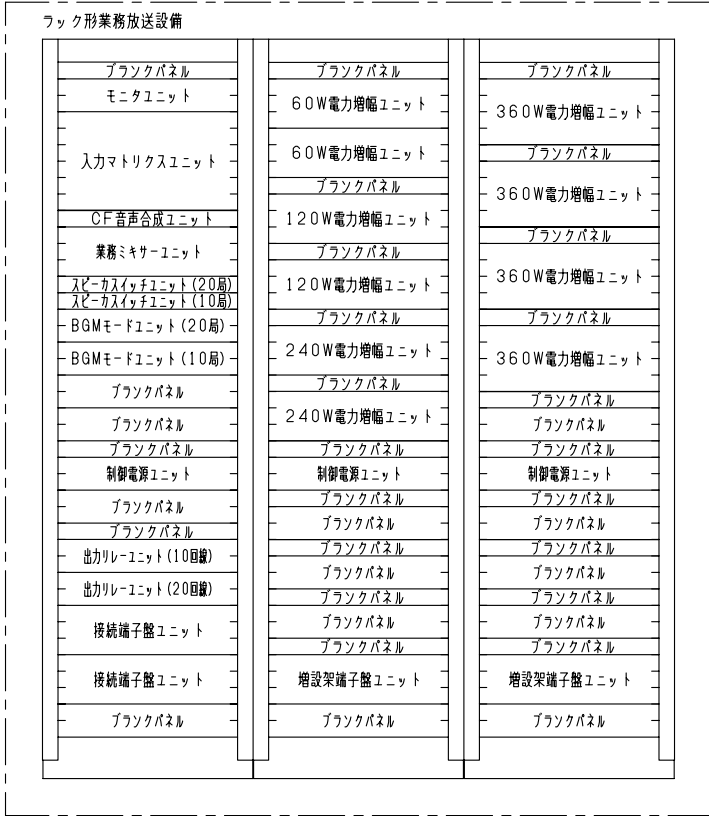 ラック形業務放送設備
ブランクパネル
モニタユニット
入力マトリクスユニット
CF音声合成ユニット
業務ミキサーユニット
スピーカスイッチユニット(20局)
スピーカスイッチユニット(10局)
BGMモードユニット(20局)
BGMモードユニット(10局)
ブランクパネル
ブランクパネル
ブランクパネル
制御電源ユニット
ブランクパネル
ブランクパネル
出力リレーユニット(10回線)
出力リレーユニット(20回線)
接続端子盤ユニット
接続端子盤ユニット
ブランクパネル
ブランクパネル
60W電力増幅ユニット
60W電力増幅ユニット
ブランクパネル
120W電力増幅ユニット
ブランクパネル
120W電力増幅ユニット
ブランクパネル
240W電力増幅ユニット
ブランクパネル
240W電力増幅ユニット
ブランクパネル
制御電源ユニット
ブランクパネル
ブランクパネル
ブランクパネル
ブランクパネル
ブランクパネル
ブランクパネル
ブランクパネル
増設架端子盤ユニット
ブランクパネル
ブランクパネル
360W電力増幅ユニット
ブランクパネル
360W電力増幅ユニット
ブランクパネル
360W電力増幅ユニット
ブランクパネル
360W電力増幅ユニット
ブランクパネル
ブランクパネル
ブランクパネル
制御電源ユニット
ブランクパネル
ブランクパネル
ブランクパネル
ブランクパネル
ブランクパネル
ブランクパネル
ブランクパネル
増設架端子盤ユニット
ブランクパネル